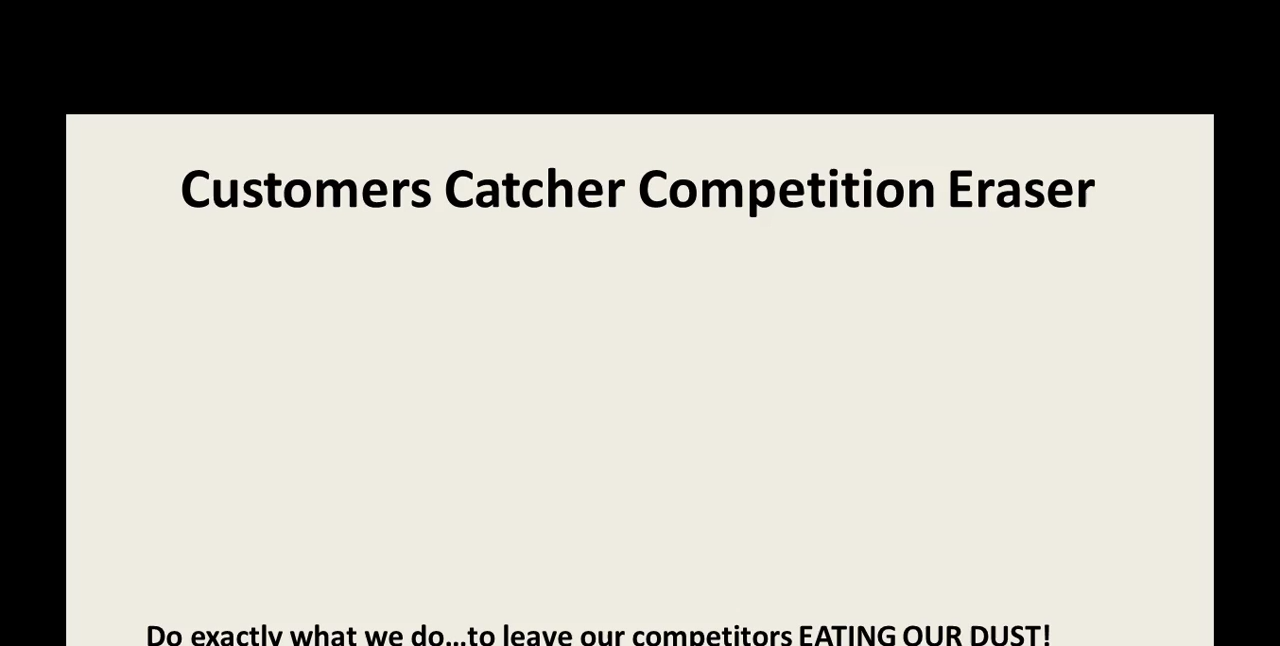 Customers Catcher Competition Eraser
Do exactly what we do...to leave our competitors EATING OUR DUST!